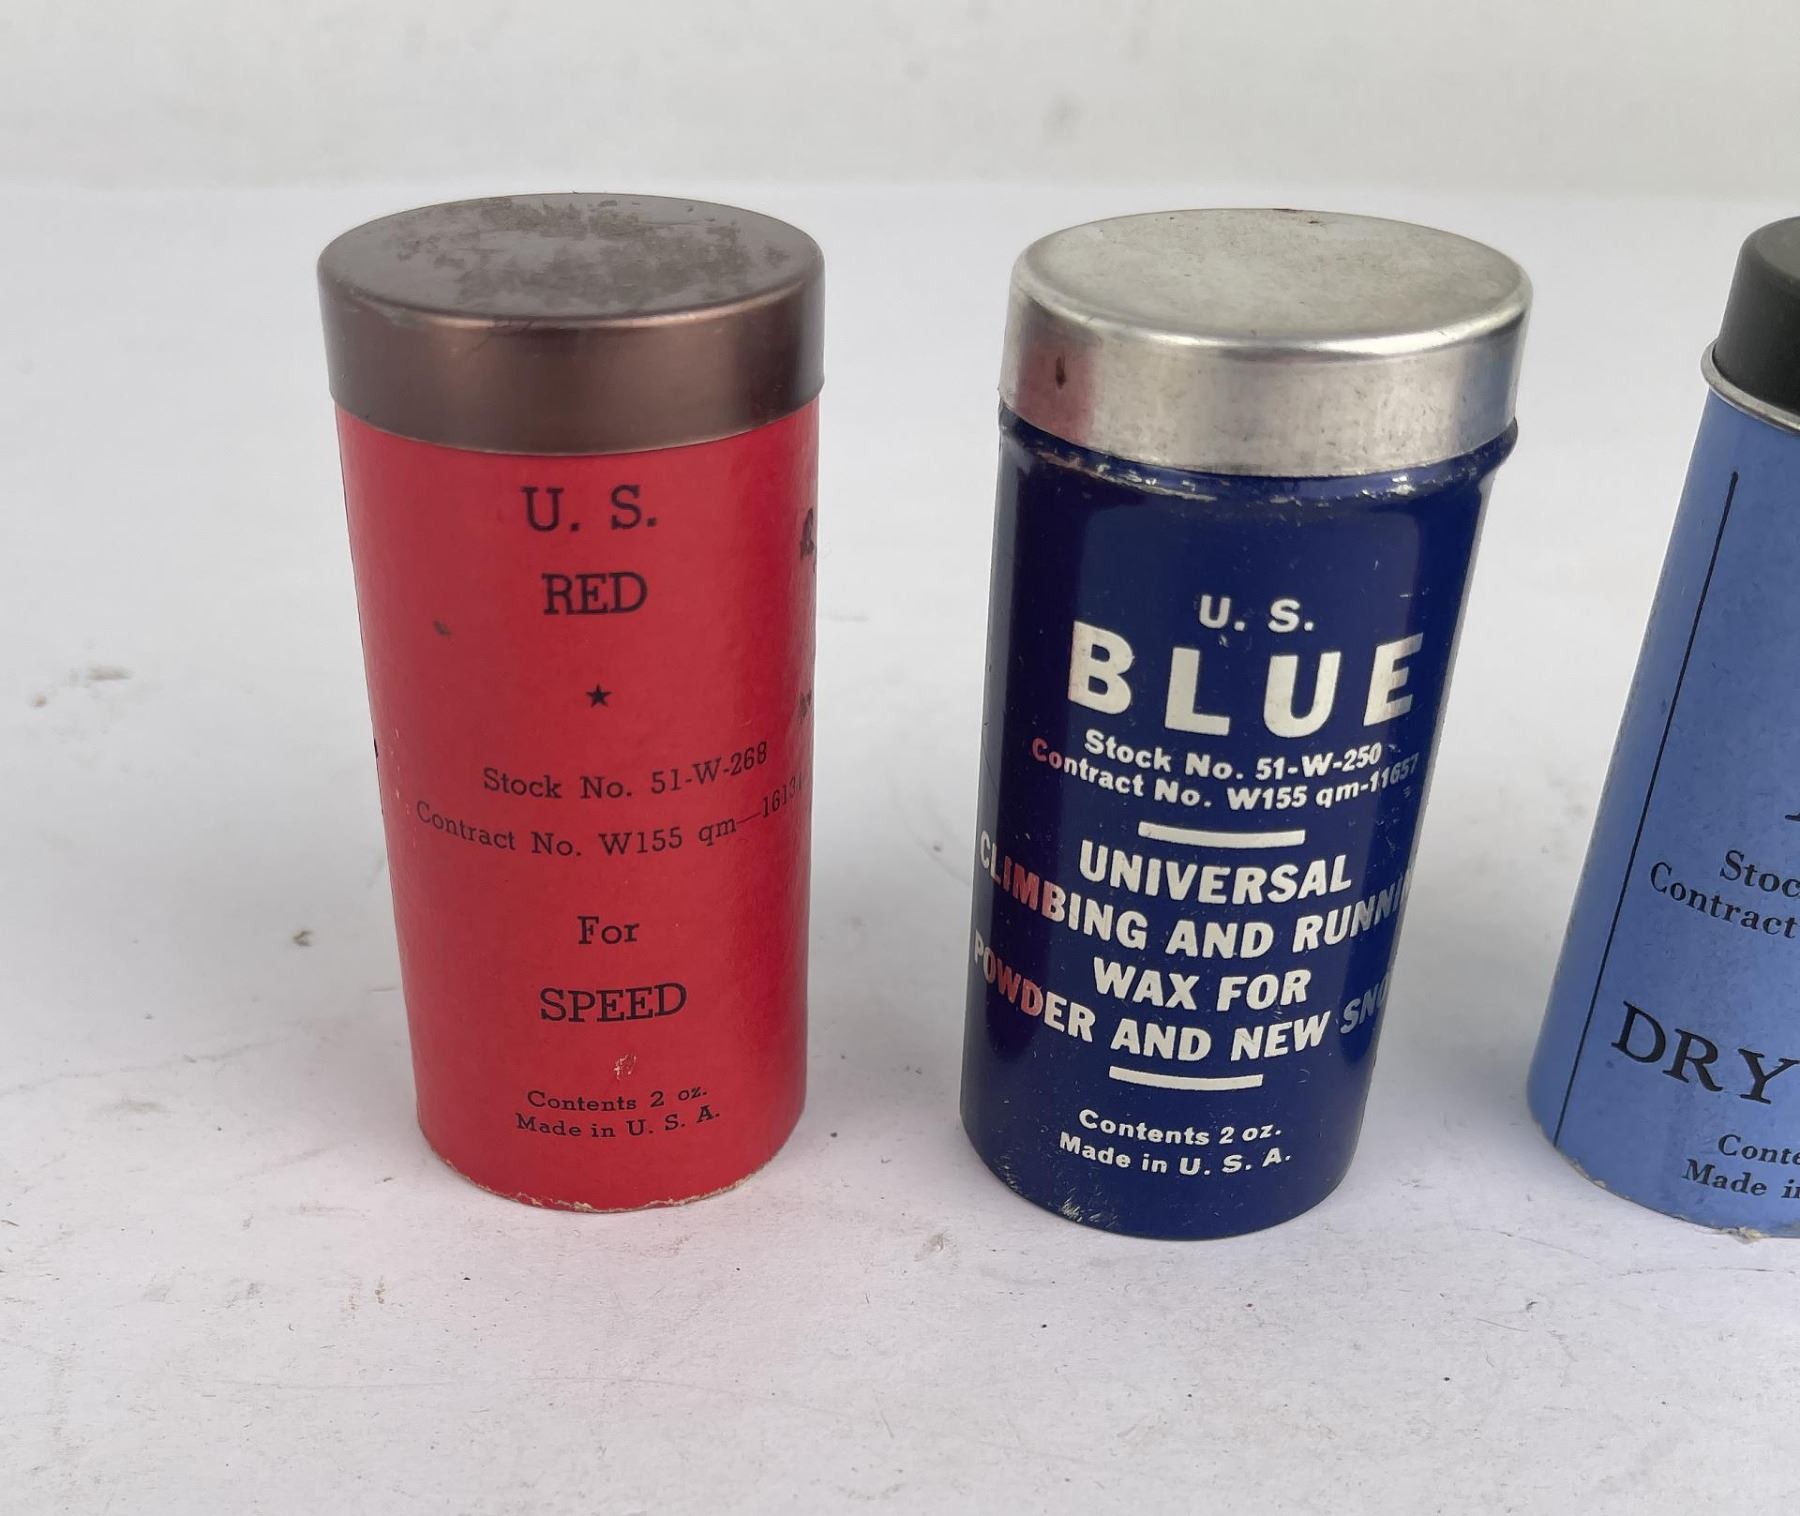 U. S.
RED
★
Stock No. 51-W-268
Contract No. W155 qm—1613
For
SPEED
Contents 2 oz.
Made in U. S. A.
U. S.
BLUE
Stock No. 51-W-250
Contract No. W155 qm-11657
UNIVERSAL
CLIMBING AND RUNNIN
WAX FOR
POWDER AND NEW SNO
Contents 2 oz.
Made in U. S. A.
Stoc
Contract
DRY
Conte
Made i